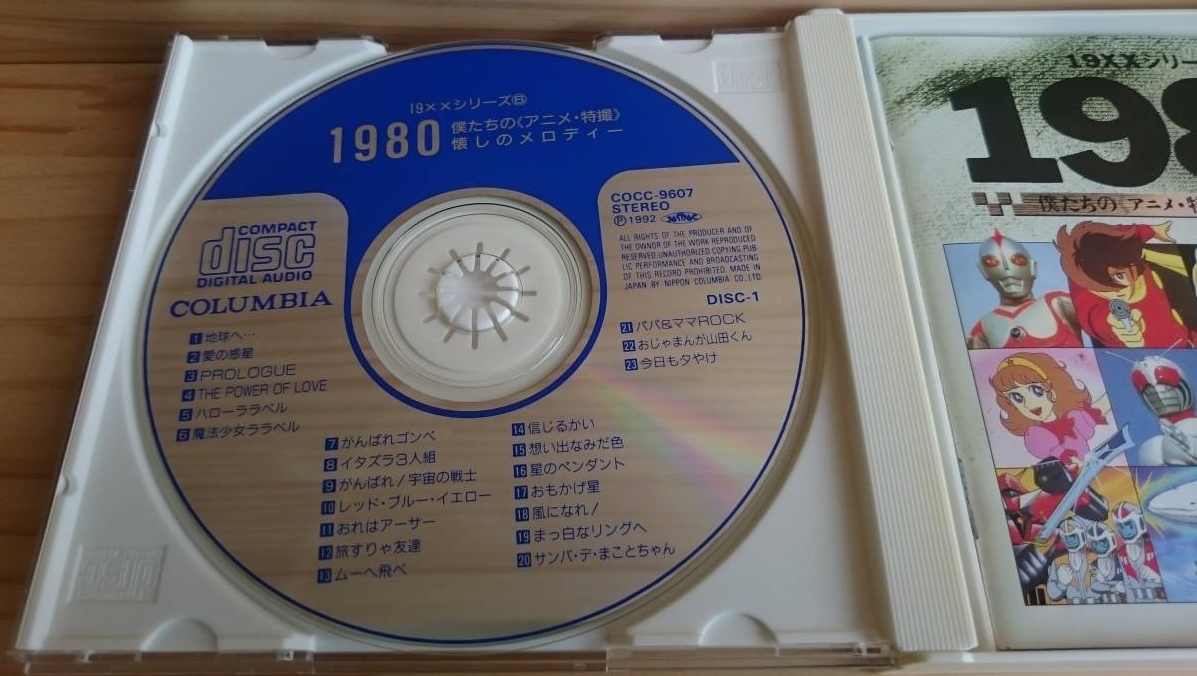 19××シリーズ⑥
1980 僕たちの《アニメ・特撮》
懐しのメロディー
COMPACT
disc
DIGITAL AUDIO
COLUMBIA
COCC-9607
STEREO
Ⓟ1992
ALL RIGHTS OF THE PRODUCER AND OF
THE OWNOR OF THE WORK REPRODUCED
RESERVED UNAUTHORIZED COPYING PUB-
LIC PERFORMANCE AND BROADCASTING
OF THIS RECORD PROHIBITED. MADE IN
JAPAN BY NIPPON COLUMBIA CO., LTD.
DISC-1
1 地球へ…
2 愛の惑星
3 PROLOGUE
4 THE POWER OF LOVE
5 ハローララベル
6 魔法少女ララベル
7 がんばれゴンベ
8 イタズラ3人組
9 がんばれ!宇宙の戦士
10 レッド・ブルー・イエロー
11 おれはアーサー
12 旅すりゃ友達
13 ムーへ飛べ
14 信じるかい
15 想い出なみだ色
16 星のペンダント
17 おもかげ星
18 風になれ!
19 まっ白なリングへ
20 サンバ・デ・まことちゃん
21 パパ&ママROCK
22 おじゃまんが山田くん
23 今日も夕やけ
19××シリー
198
僕たちの《アニメ・特